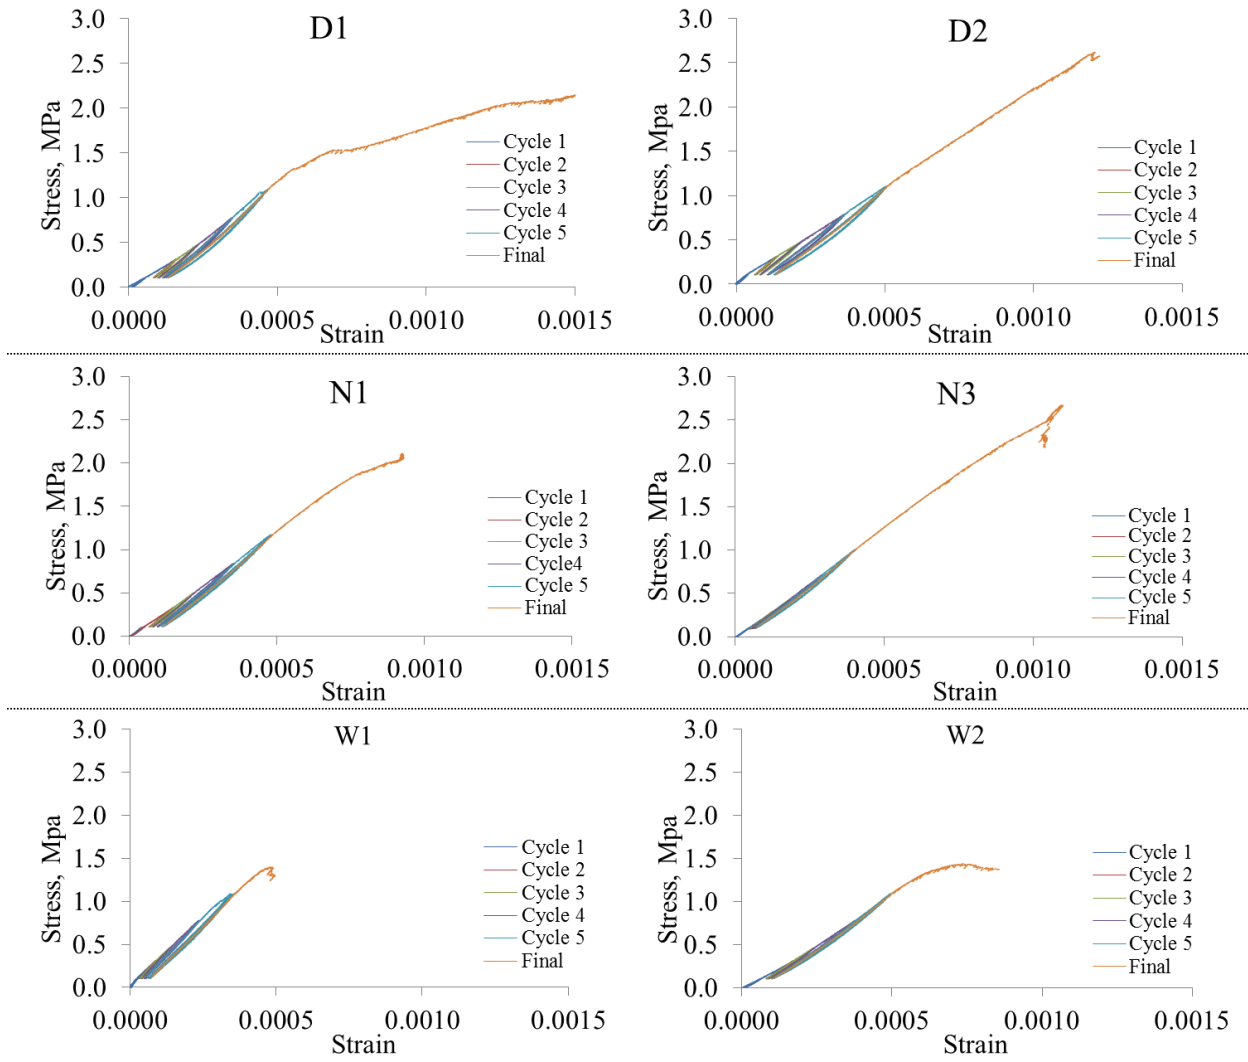 D1
Stress, MPa
3.0
2.5
2.0
1.5
1.0
0.5
0.0
Cycle 1
Cycle 2
Cycle 3
Cycle 4
Cycle 5
Final
0.0000 0.0005 0.0010 0.0015
Strain
D2
Stress, Mpa
3.0
2.5
2.0
1.5
1.0
0.5
0.0
Cycle 1
Cycle 2
Cycle 3
Cycle 4
Cycle 5
Final
0.0000 0.0005 0.0010 0.0015
Strain
N1
Stress, MPa
3.0
2.5
2.0
1.5
1.0
0.5
0.0
Cycle 1
Cycle 2
Cycle 3
Cycle4
Cycle 5
Final
0.0000 0.0005 0.0010 0.0015
Strain
N3
Stress, MPa
3.0
2.5
2.0
1.5
1.0
0.5
0.0
Cycle 1
Cycle 2
Cycle 3
Cycle 4
Cycle 5
Final
0.0000 0.0005 0.0010 0.0015
Strain
W1
Stress, Mpa
3.0
2.5
2.0
1.5
1.0
0.5
0.0
Cycle 1
Cycle 2
Cycle 3
Cycle 4
Cycle 5
Final
0.0000 0.0005 0.0010 0.0015
Strain
W2
Stress, Mpa
3.0
2.5
2.0
1.5
1.0
0.5
0.0
Cycle 1
Cycle 2
Cycle 3
Cycle 4
Cycle 5
Final
0.0000 0.0005 0.0010 0.0015
Strain